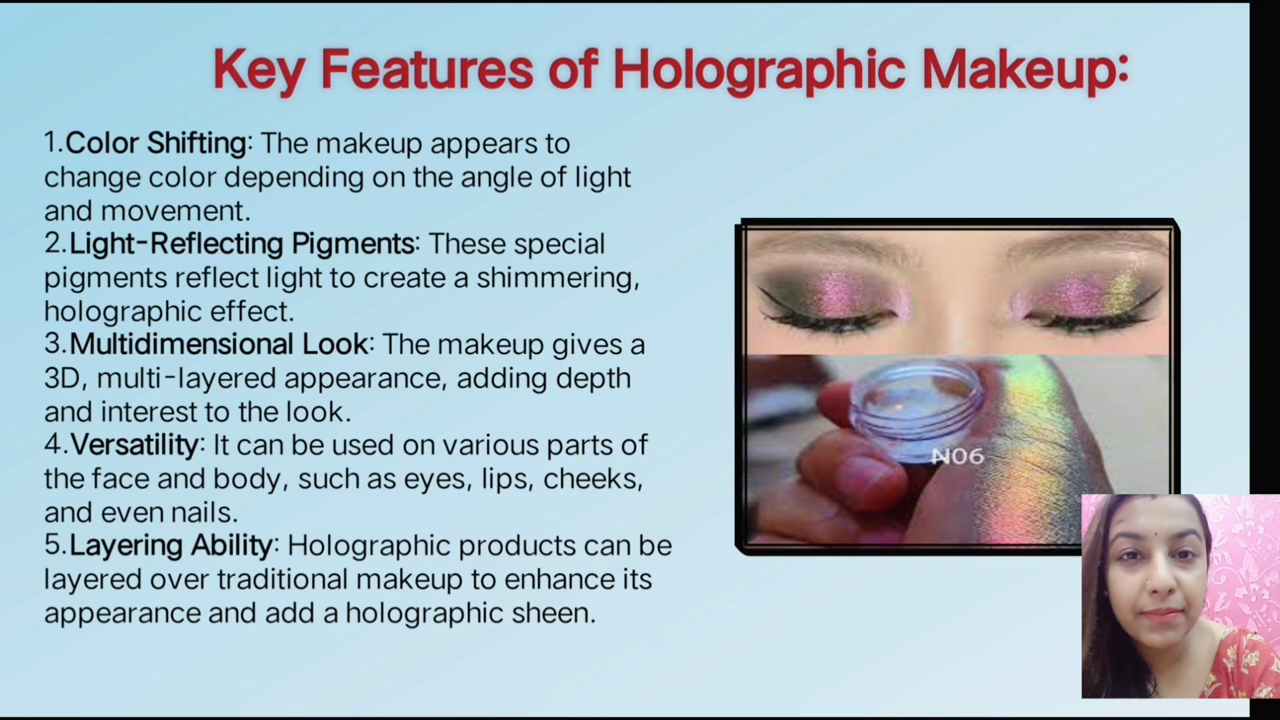 Key Features of Holographic Makeup:
1.Color Shifting: The makeup appears to
change color depending on the angle of light
and movement.
2.Light-Reflecting Pigments: These special
pigments reflect light to create a shimmering,
holographic effect.
3.Multidimensional Look: The makeup gives a
3D, multi-layered appearance, adding depth
and interest to the look.
4.Versatility: It can be used on various parts of
the face and body, such as eyes, lips, cheeks,
and even nails.
5.Layering Ability: Holographic products can be
layered over traditional makeup to enhance its
appearance and add a holographic sheen.
N06